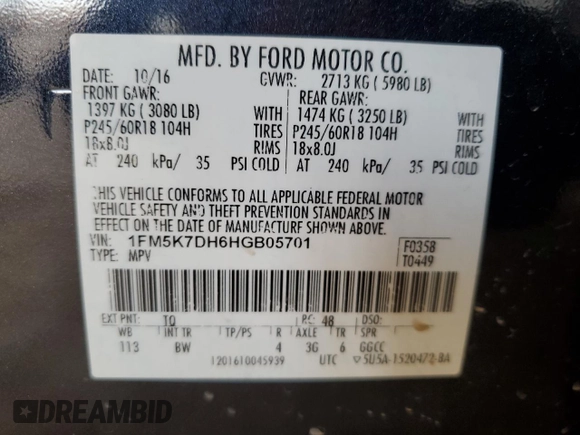 MFD. BY FORD MOTOR CO.
DATE: 10/16 GVWR: 2713 KG ( 5980 LB)
FRONT GAWR: REAR GAWR:
1397 KG ( 3080 LB) WITH 1474 KG ( 3250 LB) WITH
P245/60R18 104H TIRES P245/60R18 104H TIRES
18x8.0J RIMS 18x8.0J RIMS
AT 240 kPa/ 35 PSI COLD AT 240 kPa/ 35 PSI COLD
THIS VEHICLE CONFORMS TO ALL APPLICABLE FEDERAL MOTOR
VEHICLE SAFETY AND THEFT PREVENTION STANDARDS IN
EFFECT ON THE DATE OF MANUFACTURE SHOWN ABOVE.
VIN: 1FM5K7DH6HGB05701 F0358
TYPE: MPV T0449
EXT PNT: TQ RC: 48 DSO:
WB INT TR TP/PS R AXLE TR SPR
113 BW 4 3G 6 GGCC
1201610045939 UTC ▽5U5A-1520472-BA
DREAMBID